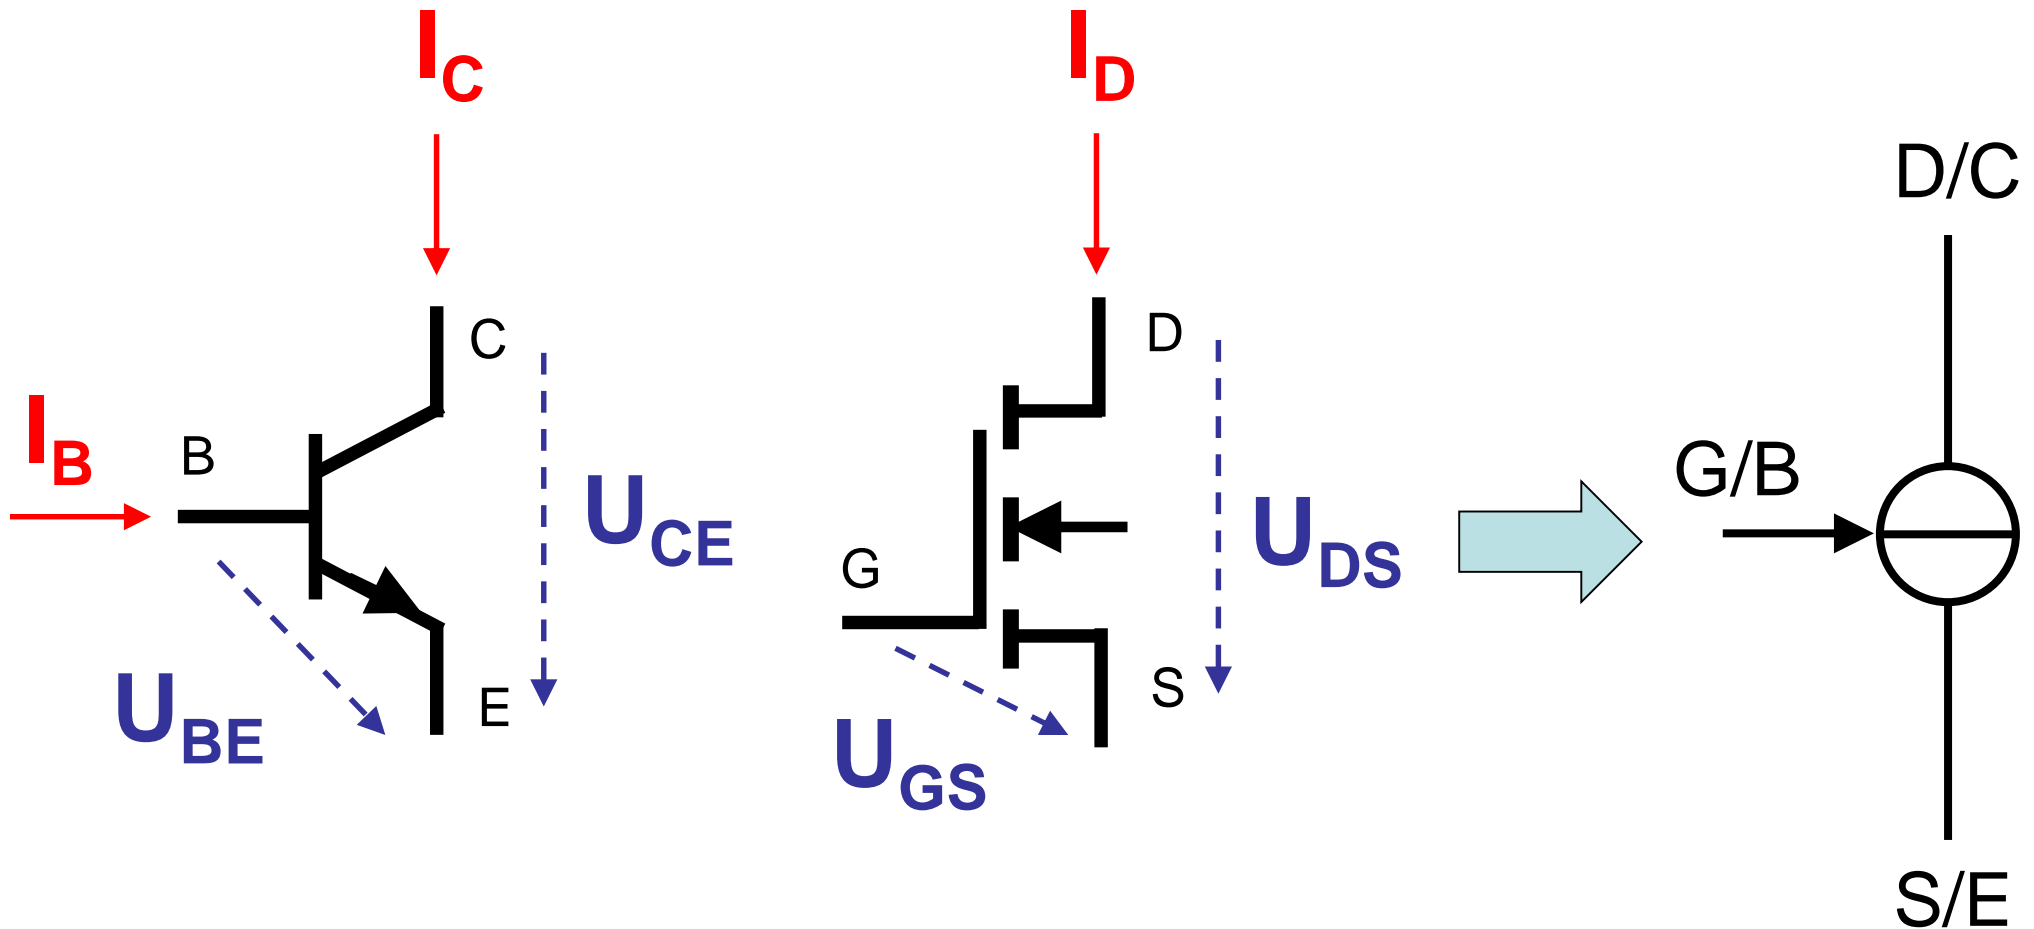 I_C
I_D
D/C
C
D
I_B
B
G/B
U_CE
U_DS
G
S
E
U_BE
U_GS
S/E